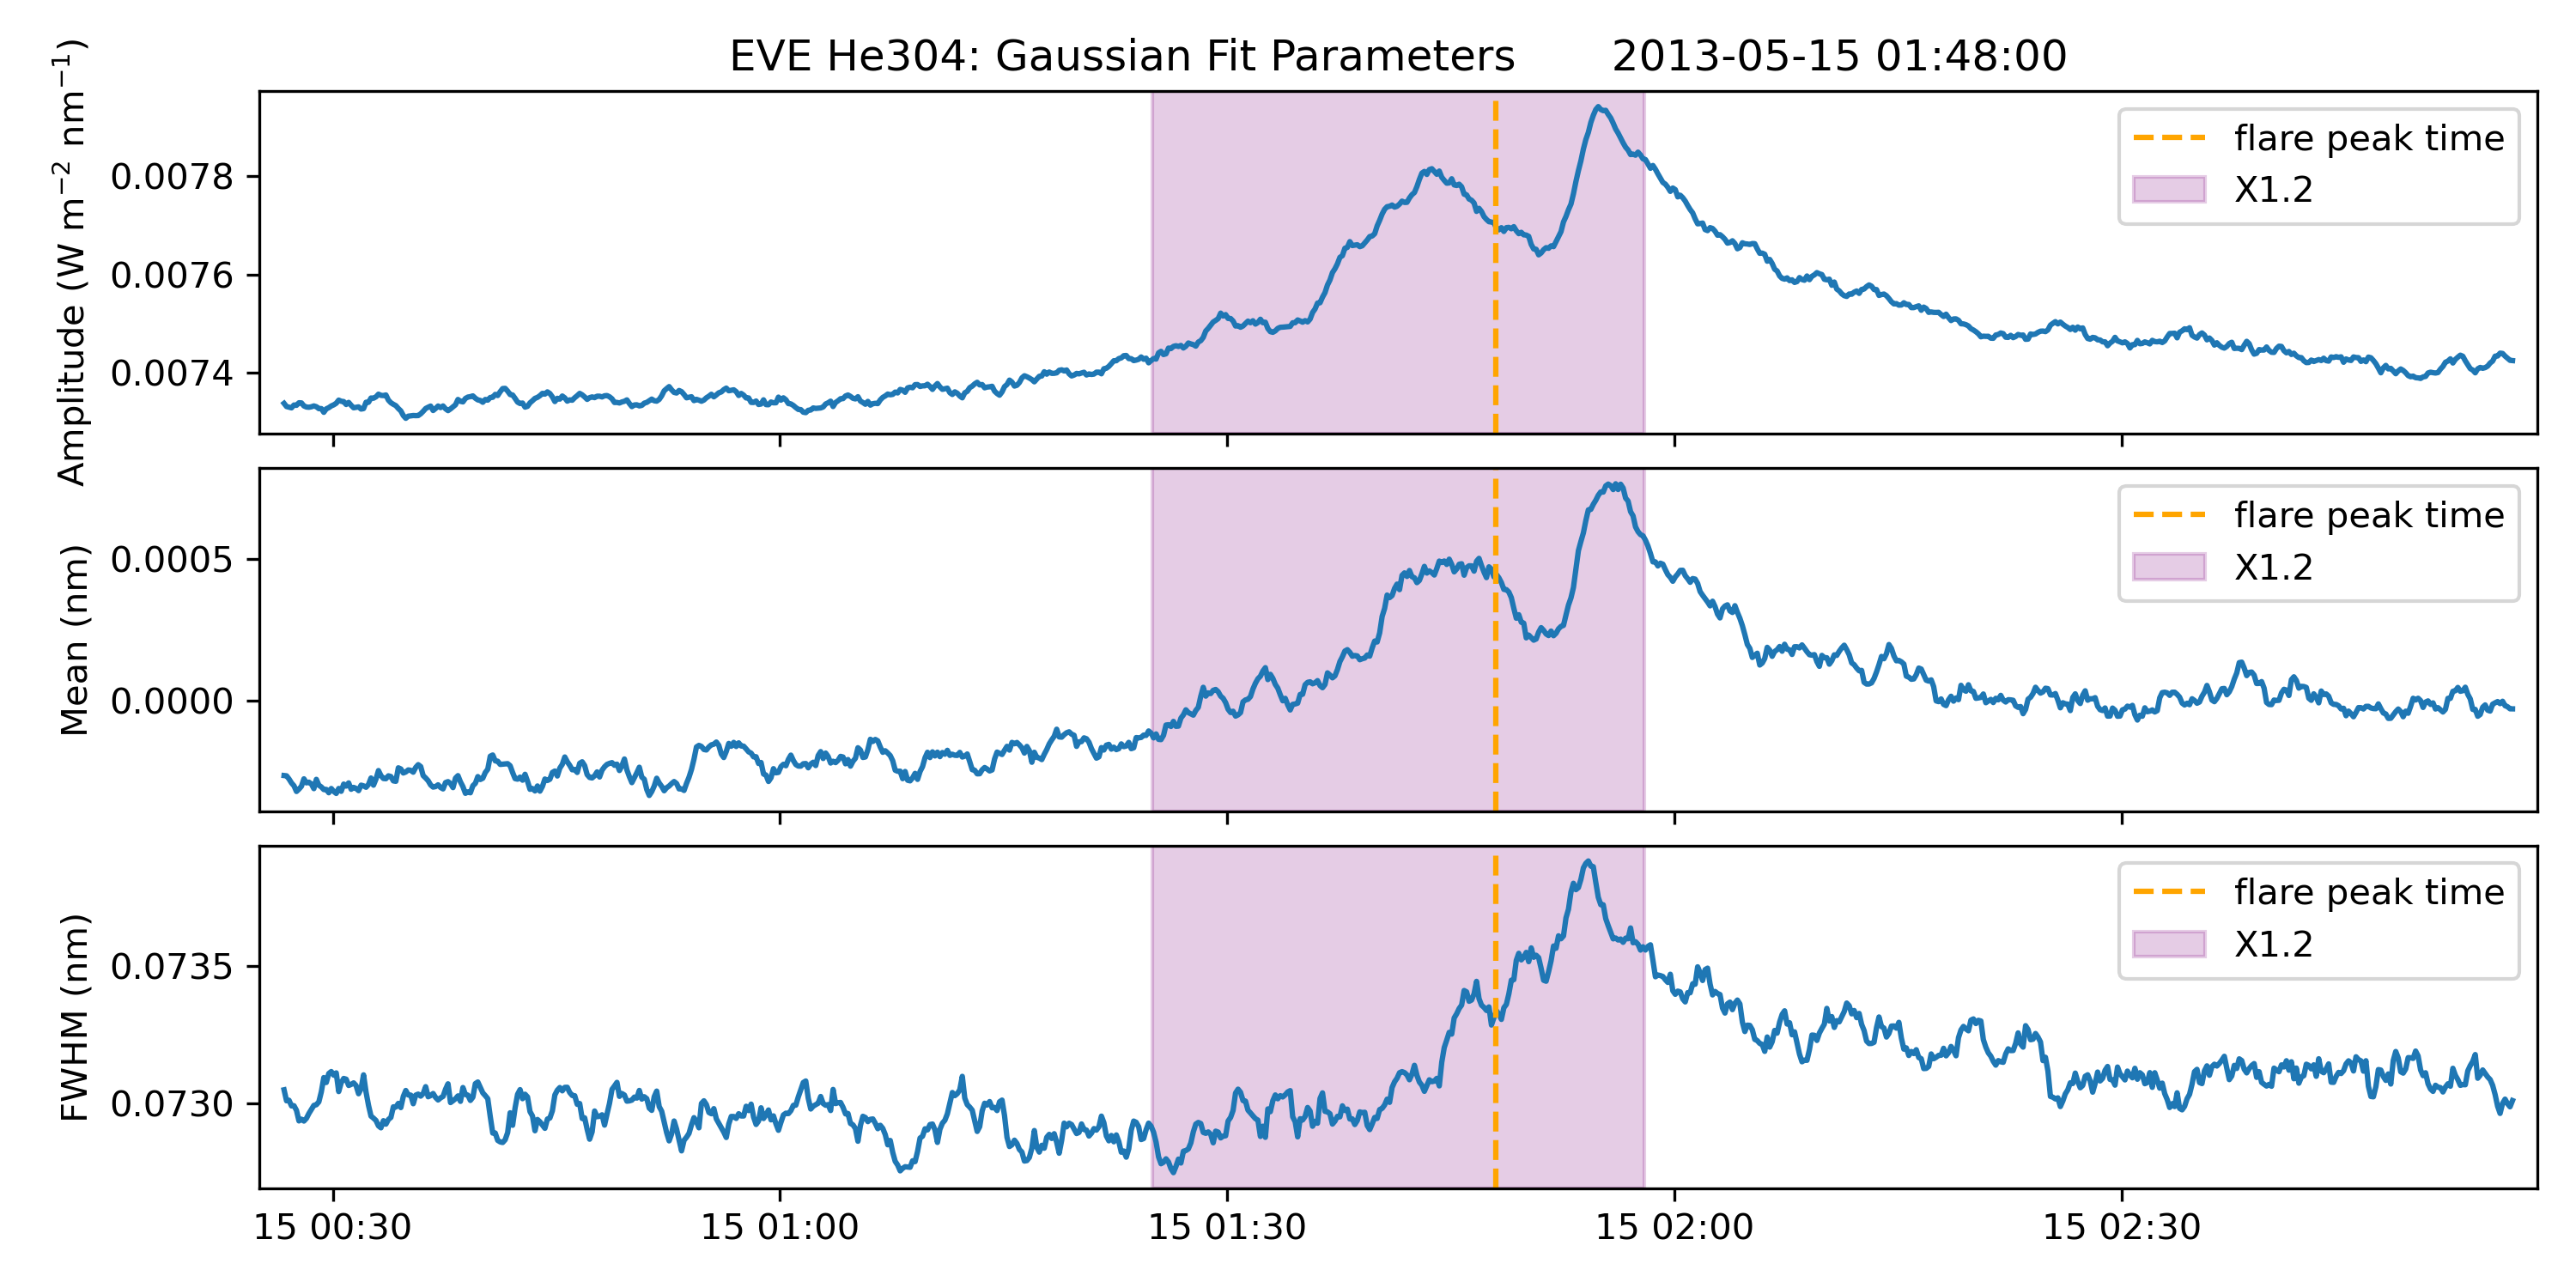 EVE He304: Gaussian Fit Parameters 2013-05-15 01:48:00
Amplitude (W m⁻² nm⁻¹)
0.0078
0.0076
0.0074
flare peak time
X1.2
Mean (nm)
0.0005
0.0000
flare peak time
X1.2
FWHM (nm)
0.0735
0.0730
flare peak time
X1.2
15 00:30
15 01:00
15 01:30
15 02:00
15 02:30